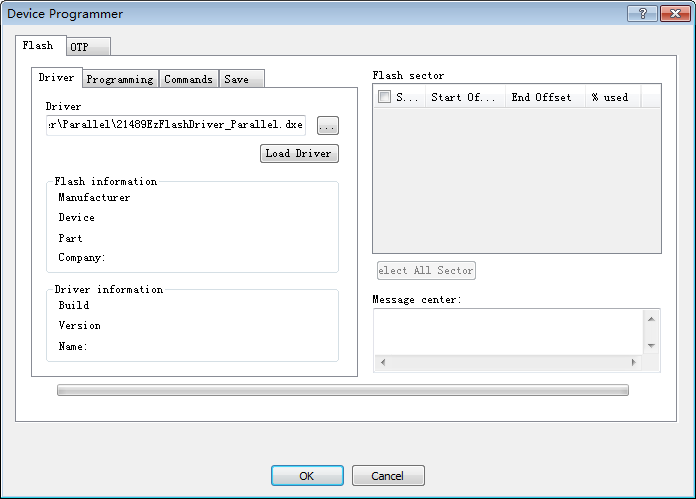 Device Programmer
?
Flash
OTP
Driver
Programming
Commands
Save
Driver
r\Parallel\21489EzFlashDriver_Parallel.dxe
...
Load Driver
Flash information
Manufacturer
Device
Part
Company:
Driver information
Build
Version
Name:
Flash sector
S...
Start Of...
End Offset
% used
elect All Sector
Message center:
OK
Cancel